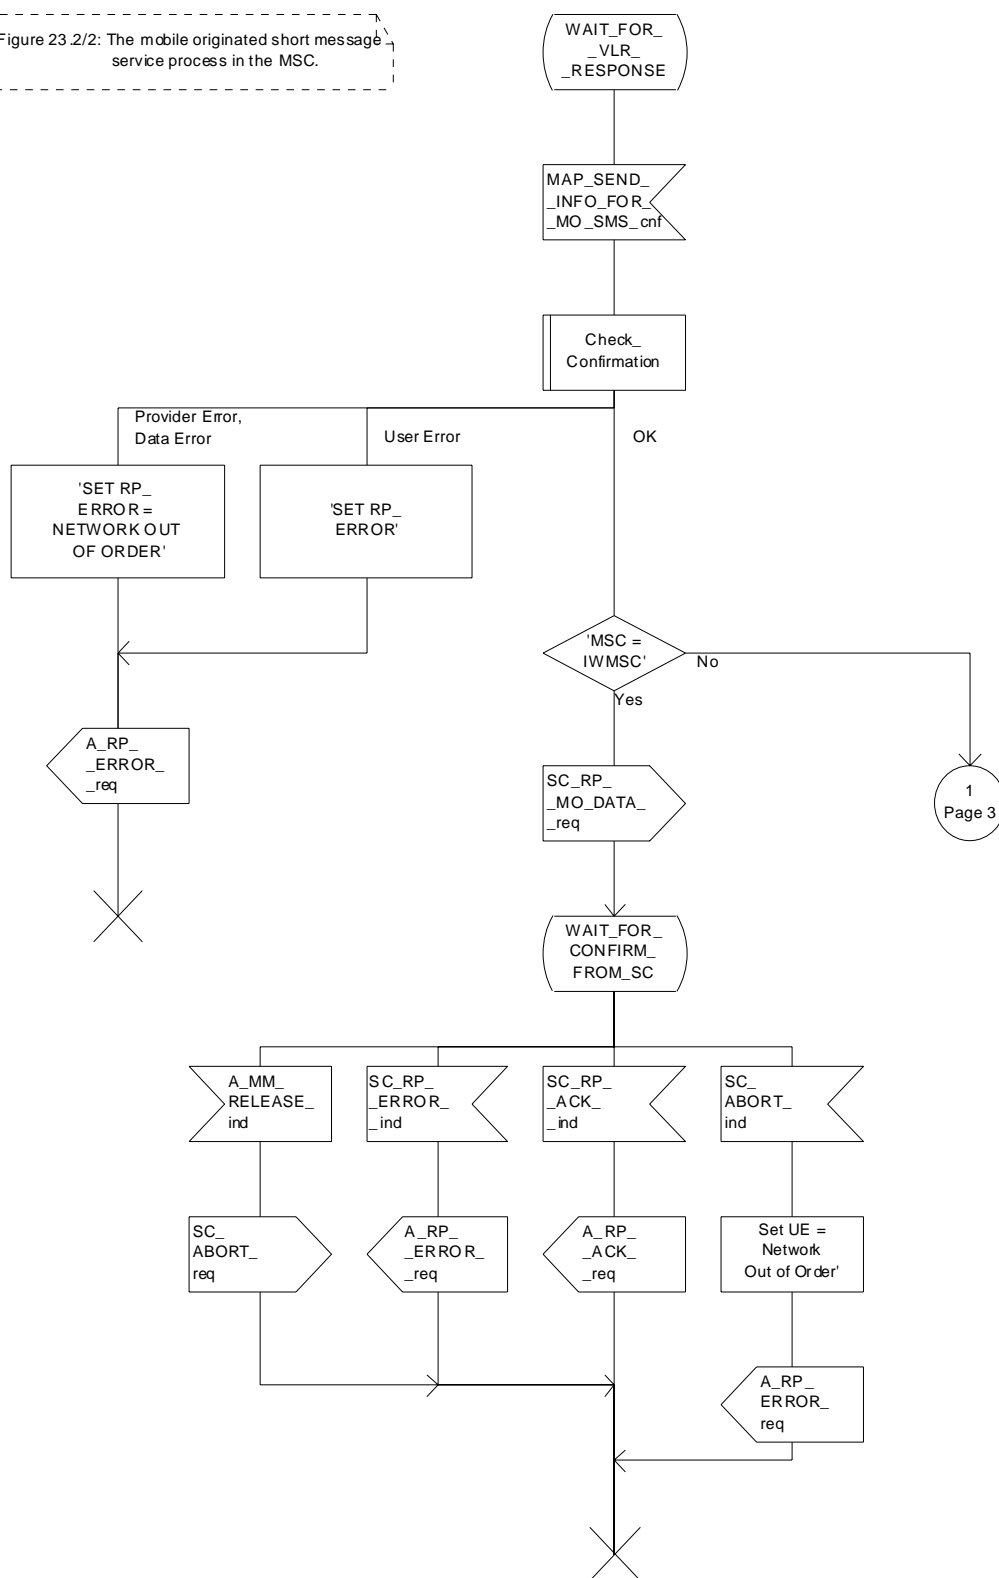 Figure 23.2/2: The mobile originated short message
service process in the MSC.
WAIT_FOR_
_VLR_
_RESPONSE
MAP_SEND_
_INFO_FOR_
_MO_SMS_cnf
Check_
Confirmation
Provider Error,
Data Error
User Error
OK
'SET RP_
ERROR =
NETWORK OUT
OF ORDER'
'SET RP_
ERROR'
'MSC =
IWMSC'
No
Yes
A_RP_
_ERROR_
_req
SC_RP_
_MO_DATA_
_req
1
Page 3
WAIT_FOR_
CONFIRM_
FROM_SC
A_MM_
RELEASE_
ind
SC_RP_
_ERROR_
_ind
SC_RP_
_ACK_
_ind
SC_
ABORT_
ind
SC_
ABORT_
req
A_RP_
_ERROR_
_req
A_RP_
_ACK_
_req
Set UE =
Network
Out of Order'
A_RP_
ERROR_
req